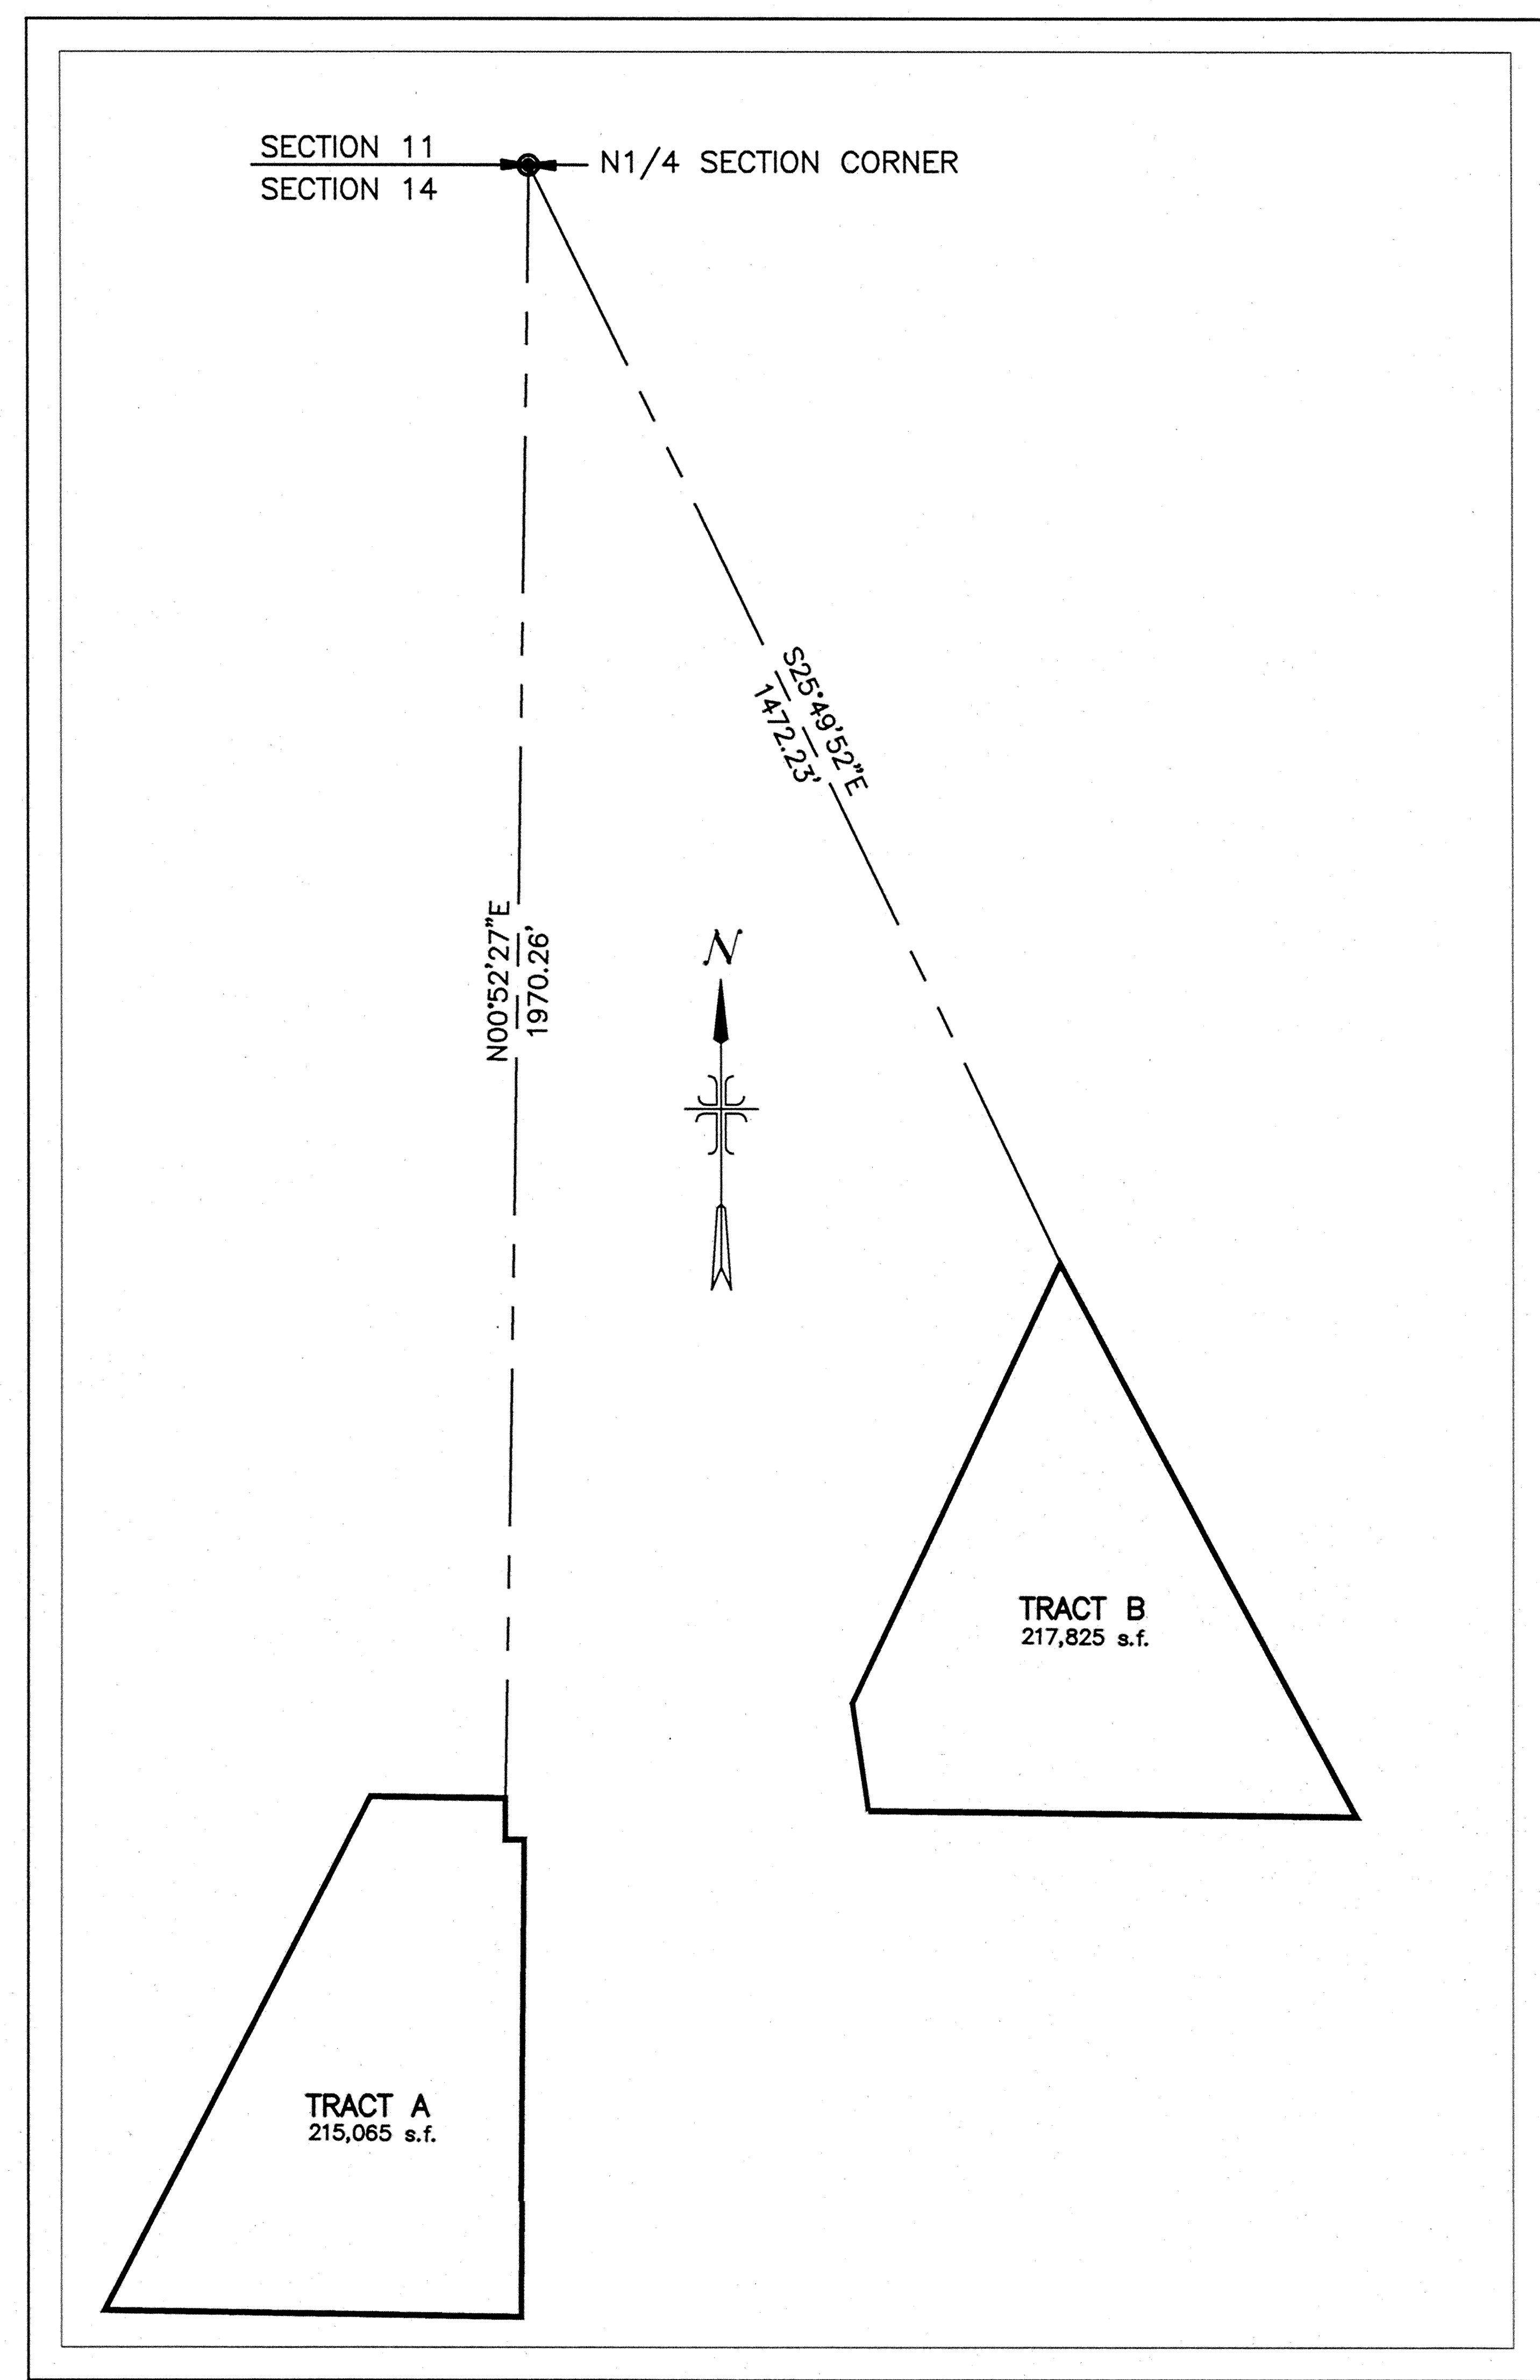 SECTION 11
SECTION 14
N1/4 SECTION CORNER
S25°49'52"E
1472.23'
N00°52'27"E
1970.26'
N
TRACT B
217,825 s.f.
TRACT A
215,065 s.f.